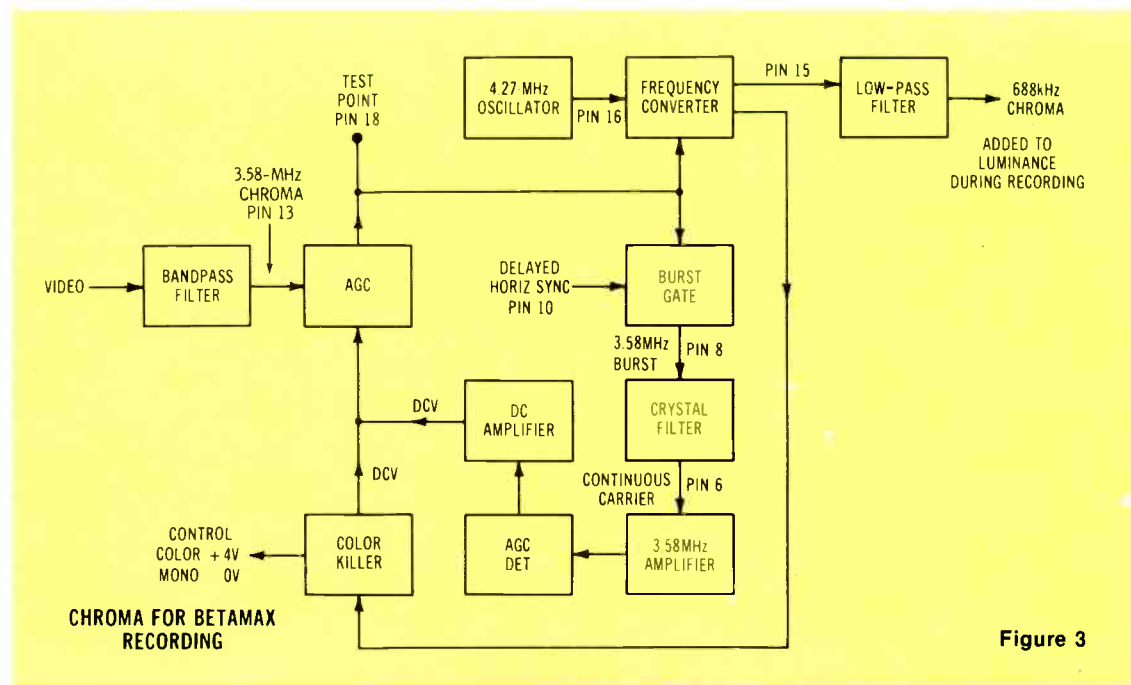 TEST
POINT
PIN 18
4.27 MHz
OSCILLATOR
PIN 16
FREQUENCY
CONVERTER
PIN 15
LOW-PASS
FILTER
688kHz
CHROMA
ADDED TO
LUMINANCE
DURING RECORDING
3.58-MHz
CHROMA
PIN 13
VIDEO
BANDPASS
FILTER
AGC
DELAYED
HORIZ SYNC
PIN 10
BURST
GATE
3.58MHz
BURST
PIN 8
CRYSTAL
FILTER
CONTINUOUS
CARRIER
PIN 6
3.58MHz
AMPLIFIER
AGC
DET
DC
AMPLIFIER
DCV
DCV
COLOR
KILLER
CONTROL
COLOR + 4V
MONO 0V
CHROMA FOR BETAMAX
RECORDING
Figure 3